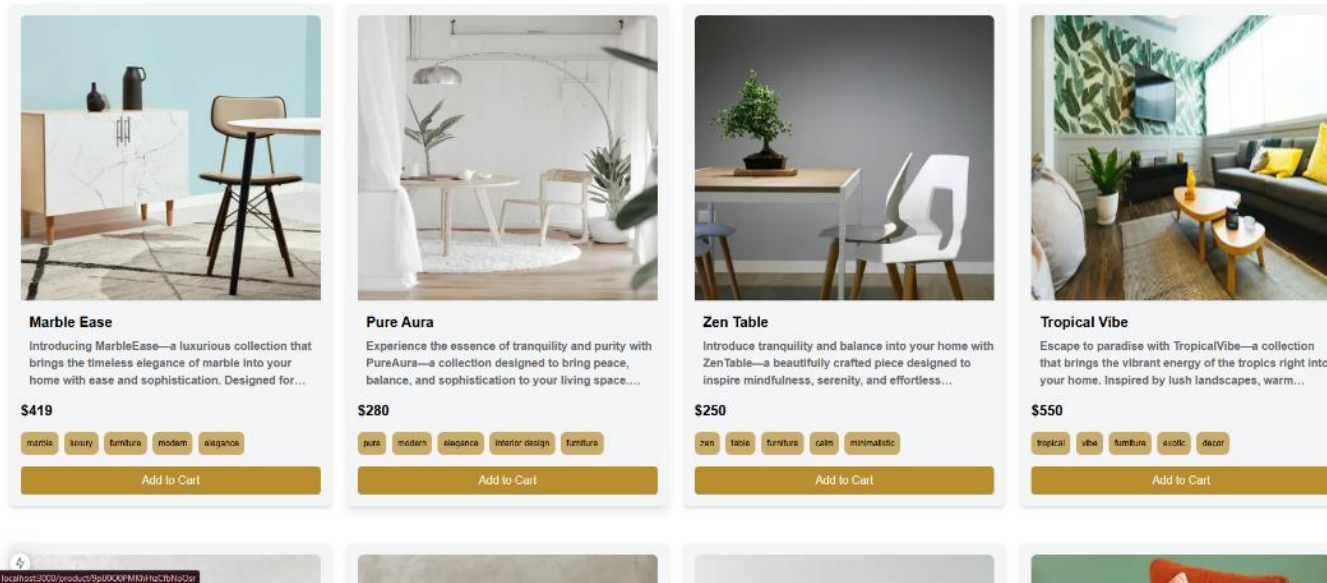 Marble Ease
Introducing MarbleEase—a luxurious collection that
brings the timeless elegance of marble into your
home with ease and sophistication. Designed for…
$419
marble luxury furniture modern elegance
Add to Cart
Pure Aura
Experience the essence of tranquility and purity with
PureAura—a collection designed to bring peace,
balance, and sophistication to your living space.…
$280
pure modern elegance interior design furniture
Add to Cart
Zen Table
Introduce tranquility and balance into your home with
ZenTable—a beautifully crafted piece designed to
inspire mindfulness, serenity, and effortless…
$250
zen table furniture calm minimalistic
Add to Cart
Tropical Vibe
Escape to paradise with TropicalVibe—a collection
that brings the vibrant energy of the tropics right into
your home. Inspired by lush landscapes, warm…
$550
tropical vibe furniture exotic decor
Add to Cart